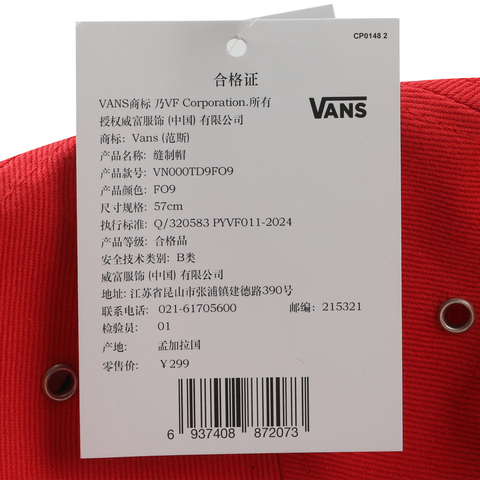 CP0148 2
合格证
VANS商标 乃VF Corporation.所有
授权威富服饰 (中国) 有限公司
VANS
商标: Vans (范斯)
产品名称: 缝制帽
产品款号: VN000TD9FO9
产品颜色: FO9
尺寸规格: 57cm
执行标准: Q/320583 PYVF011-2024
产品等级: 合格品
安全技术类别: B类
威富服饰 (中国) 有限公司
地址: 江苏省昆山市张浦镇建德路390号
联系电话: 021-61705600 邮编: 215321
检验员: 01
产地: 孟加拉国
零售价: ￥299
6 937408 872073